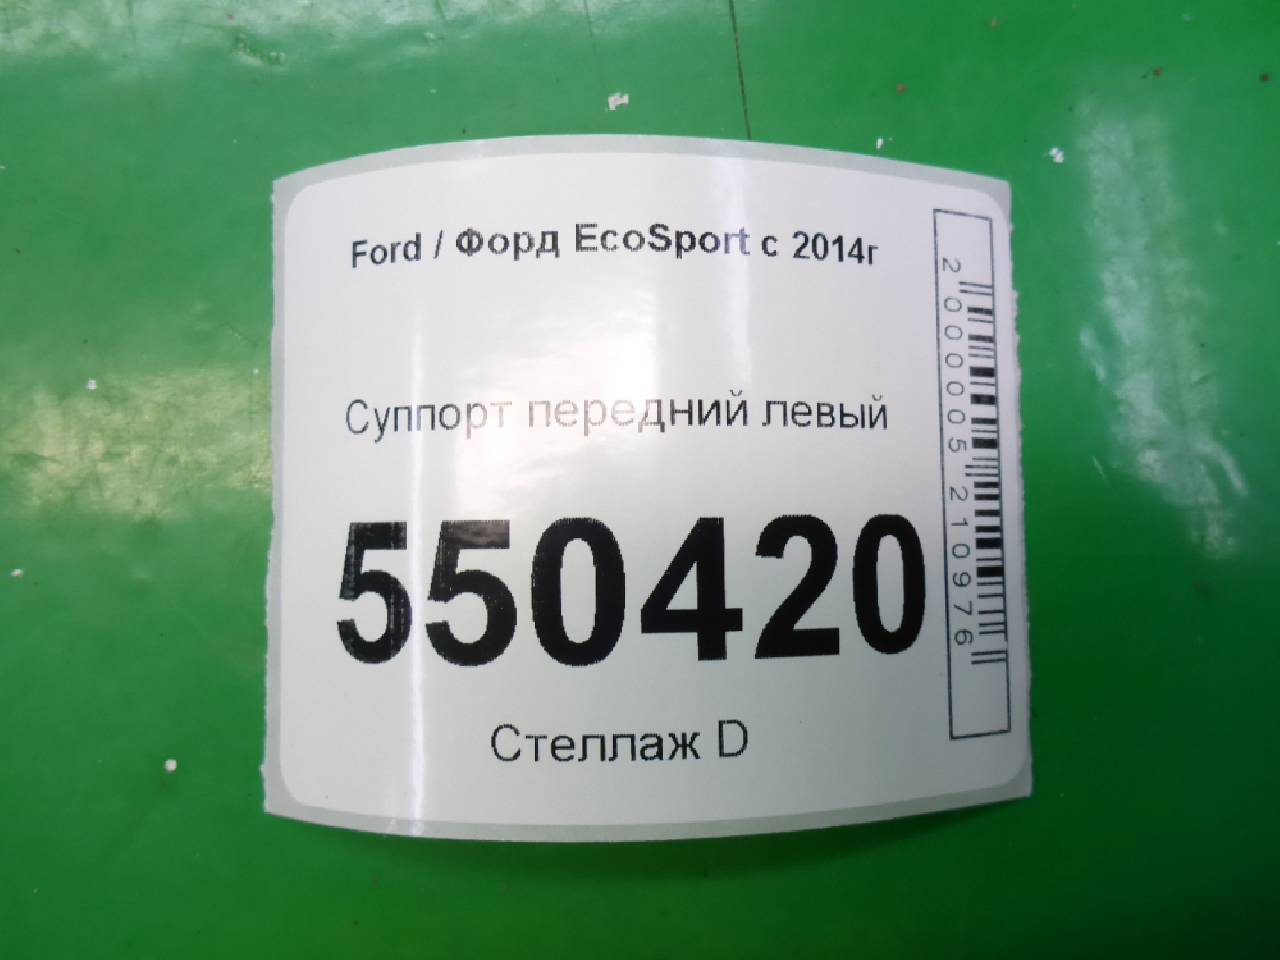 Ford / Форд EcoSport с 2014г
Суппорт передний левый
550420
Стеллаж D
2000005210976